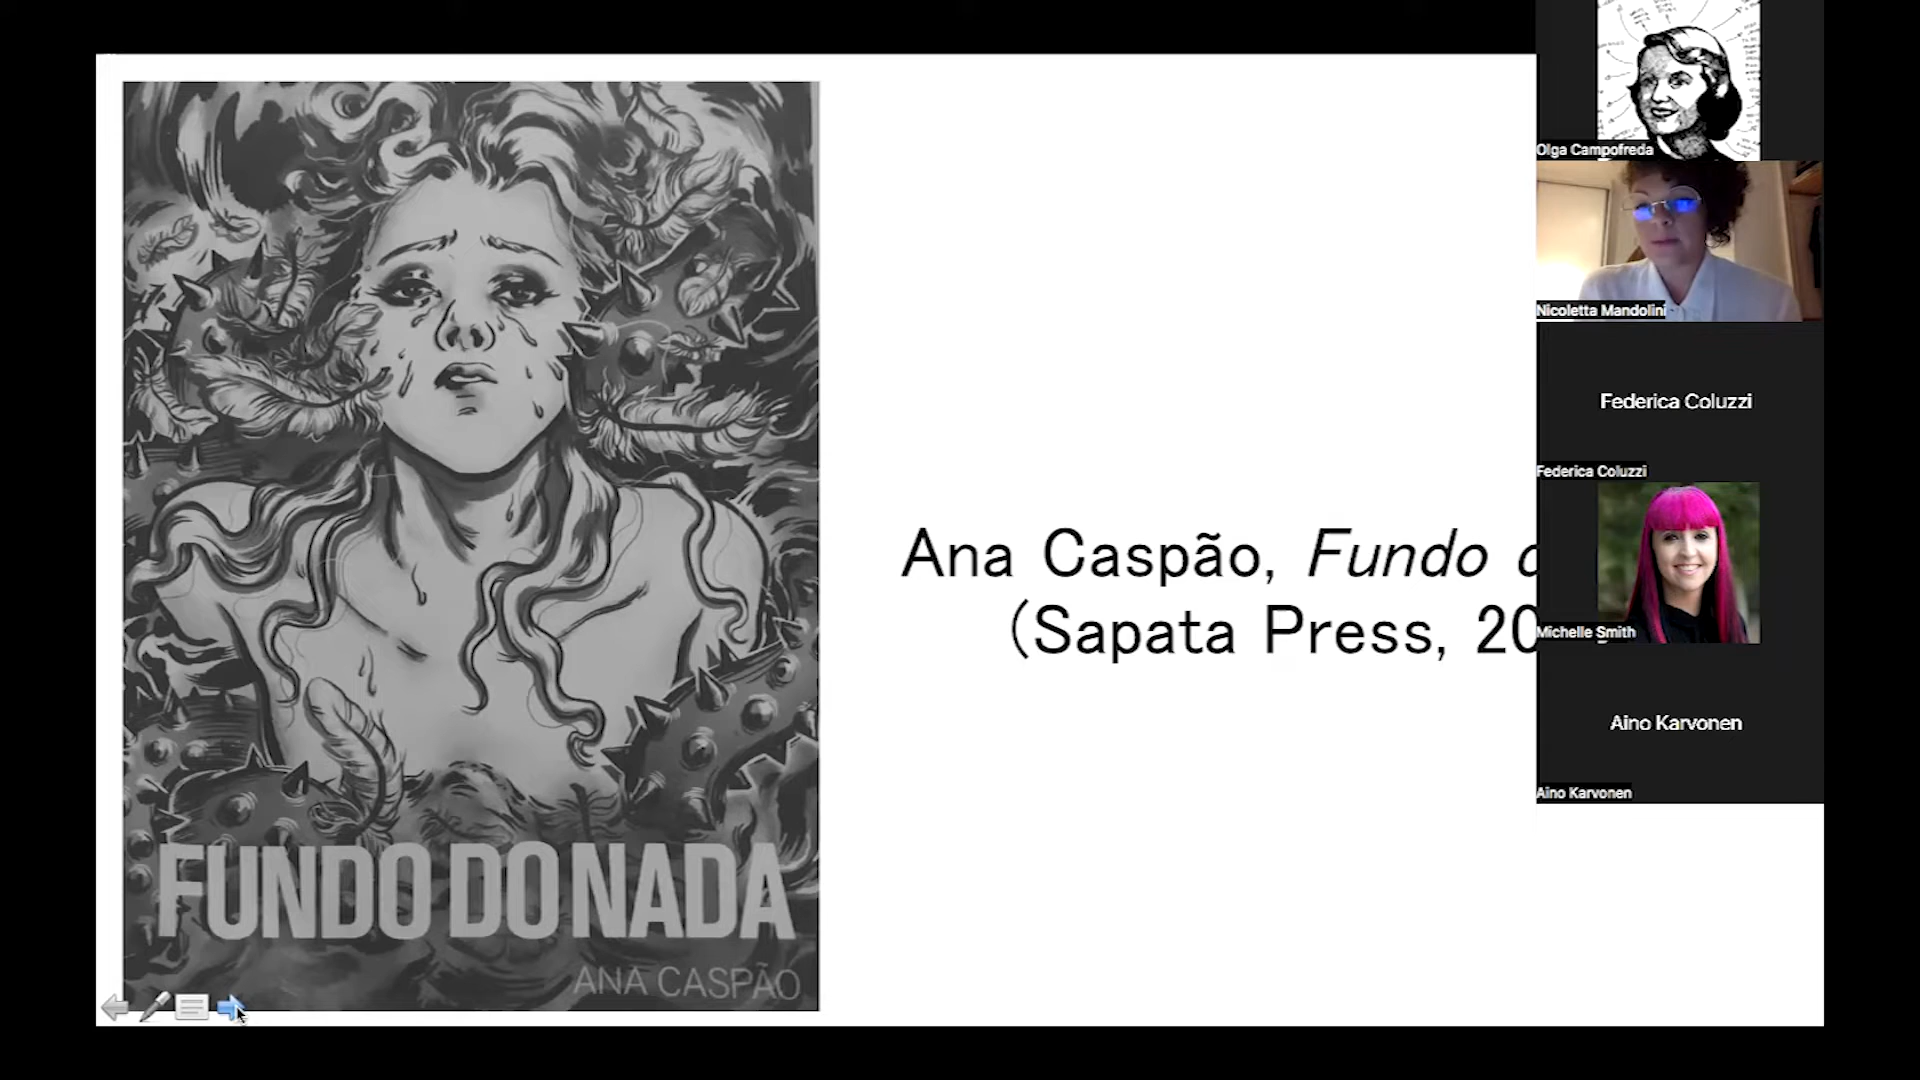 FUNDO DO NADA
ANA CASPÃO
Ana Caspão, Fundo
(Sapata Press, 20
Olga Campofreda
Nicoletta Mandolini
Federica Coluzzi
Federica Coluzzi
Michelle Smith
Aino Karvonen
Aino Karvonen